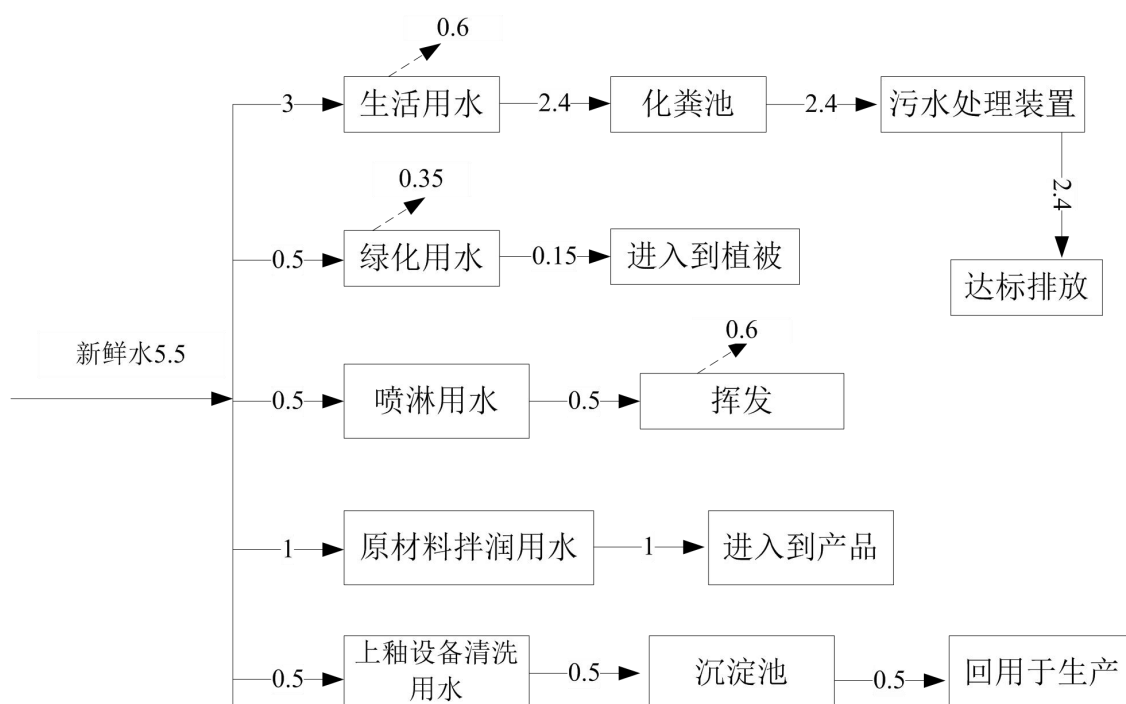 0.6
3
生活用水
2.4
化粪池
2.4
污水处理装置
2.4
0.35
0.5
绿化用水
0.15
进入到植被
达标排放
新鲜水5.5
0.6
0.5
喷淋用水
0.5
挥发
1
原材料拌润用水
1
进入到产品
0.5
上釉设备清洗
用水
0.5
沉淀池
0.5
回用于生产